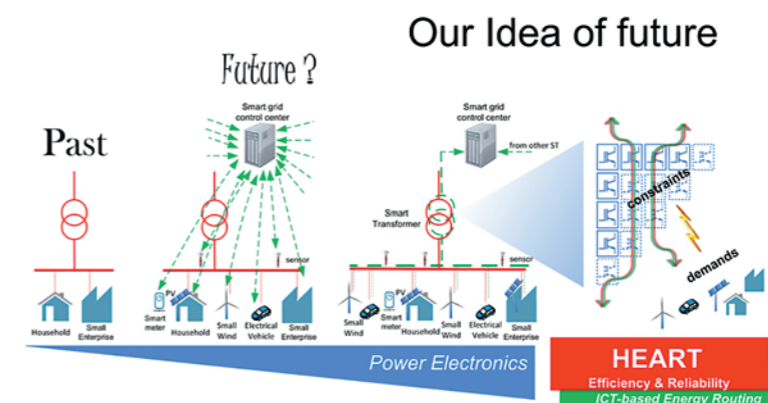 Our Idea of future
Future ?
Past
Smart grid
control center
Smart grid
control center
from other ST
constraints
Smart
Transformer
sensor
sensor
demands
Household
Small
Enterprise
Smart
meter
PV
Household
Small
Wind
Electrical
Vehicle
Small
Enterprise
Small
Wind
Smart
meter
PV
Household
Small
Wind
Electrical
Vehicle
Small
Enterprise
Power Electronics
HEART
Efficiency & Reliability
ICT-based Energy Routing